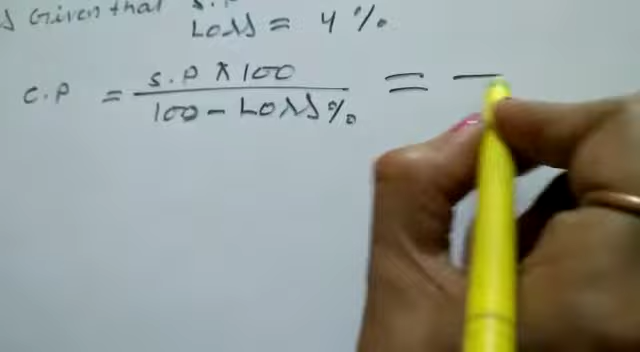 Given that S.P
Loss = 4 %.
C.P = S.P × 100 / 100 - Loss % =